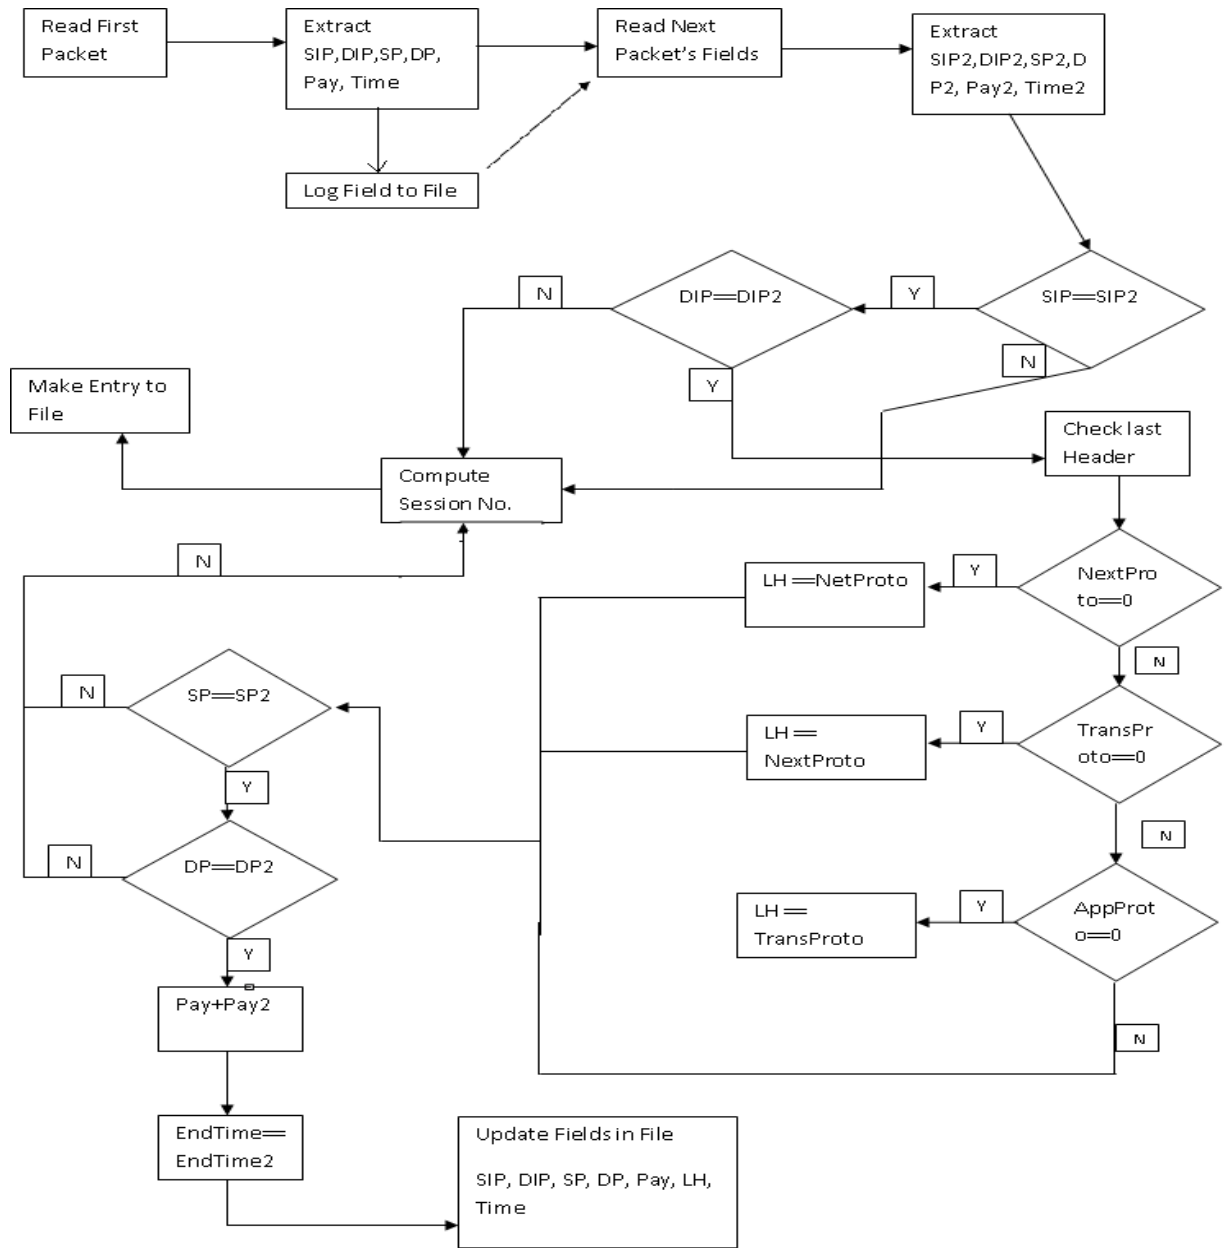 Read First
Packet
Extract
SIP,DIP,SP,DP,
Pay, Time
Read Next
Packet's Fields
Extract
SIP2,DIP2,SP2,D
P2, Pay2, Time2
Log Field to File
N
DIP==DIP2
Y
SIP==SIP2
N
Y
Make Entry to
File
Check last
Header
Compute
Session No.
N
LH ==NetProto
Y
NextPro
to==0
N
N
SP==SP2
Y
LH ==
NextProto
Y
TransPr
oto==0
N
N
DP==DP2
Y
LH ==
TransProto
Y
AppProt
o==0
N
Pay+Pay2
EndTime==
EndTime2
Update Fields in File
SIP, DIP, SP, DP, Pay, LH,
Time